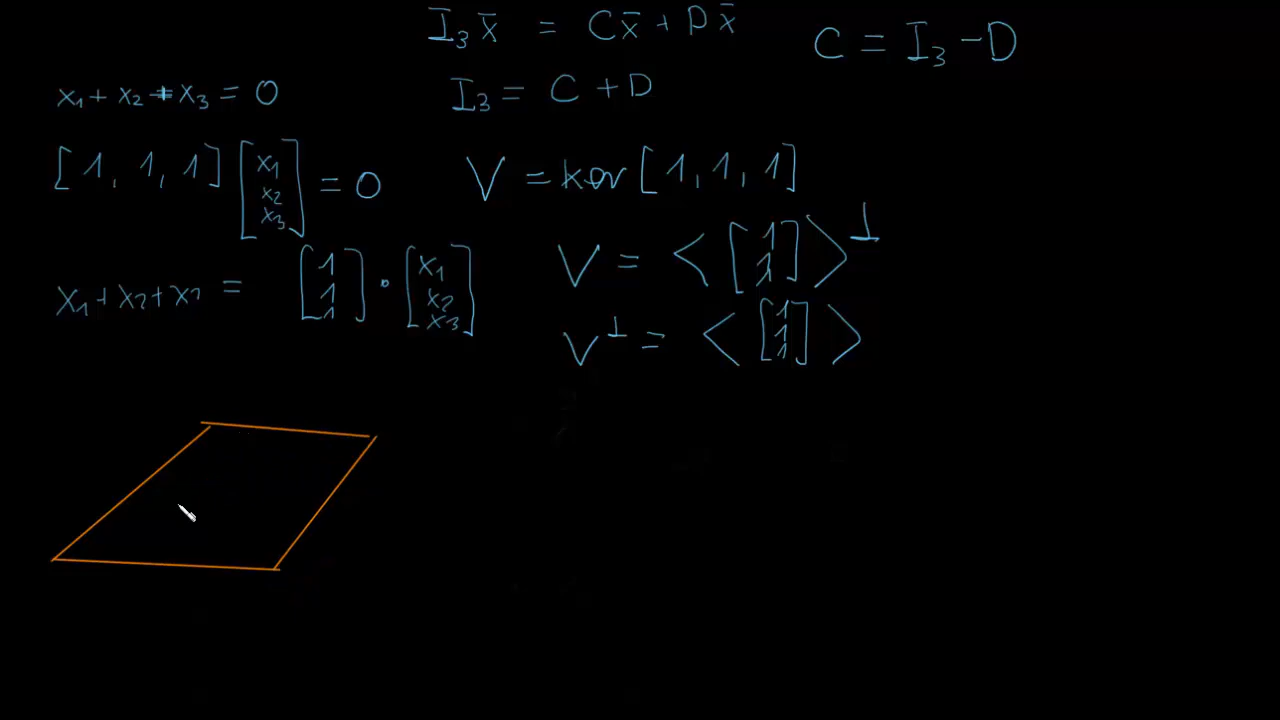 I₃x̄ = Cx̄ + Dx̄
C = I₃ − D
x₁ + x₂ + x₃ = 0
I₃ = C + D
[1, 1, 1] [x₁ x₂ x₃] = 0
V = ker [1, 1, 1]
V = < [1 1] >⊥
x₁ + x₂ + x₃ = [1 1 1] · [x₁ x₂ x₃]
V⊥ = < [1 1 1] >